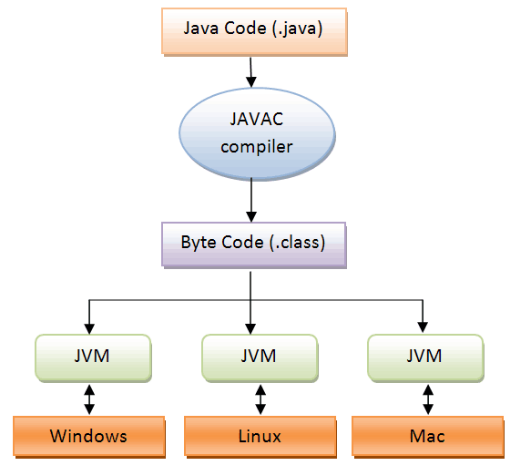 Java Code (.java)
JAVAC
compiler
Byte Code (.class)
JVM
JVM
JVM
Windows
Linux
Mac